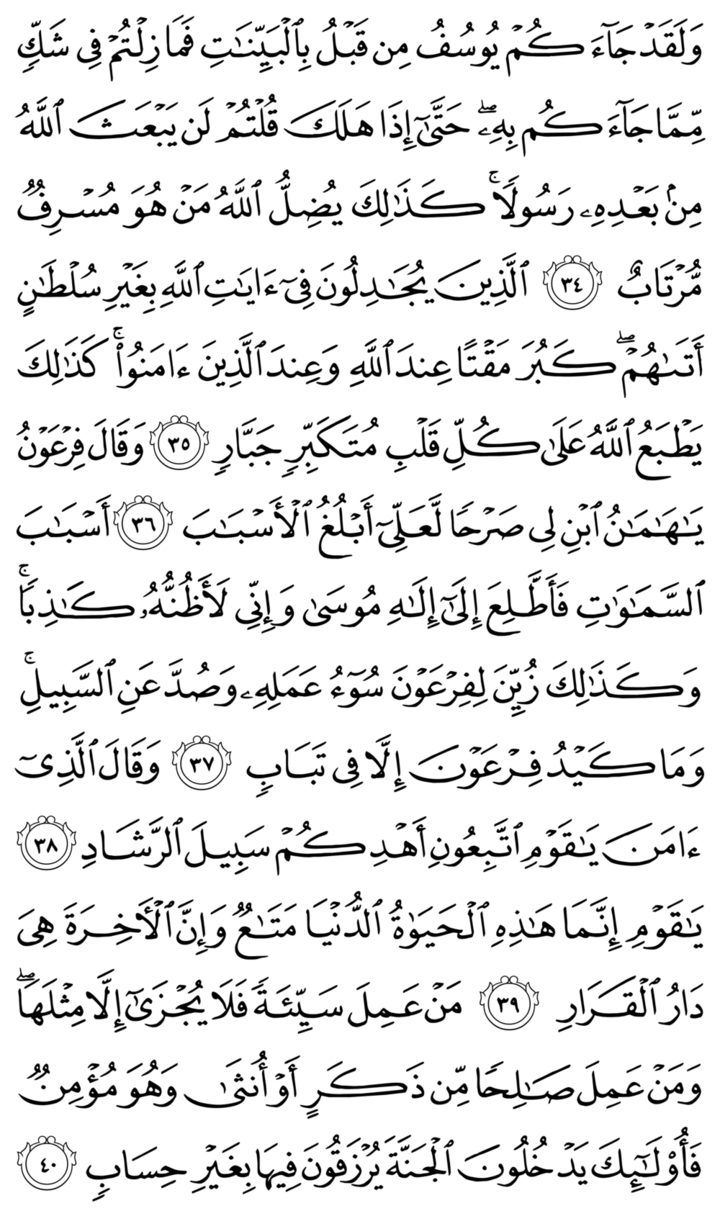 وَلَقَدۡ جَآءَكُمۡ يُوسُفُ مِن قَبۡلُ بِٱلۡبَيِّنَٰتِ فَمَا زِلۡتُمۡ فِي شَكّٖ
مِّمَّا جَآءَكُم بِهِۦۖ حَتَّىٰٓ إِذَا هَلَكَ قُلۡتُمۡ لَن يَبۡعَثَ ٱللَّهُ
مِنۢ بَعۡدِهِۦ رَسُولٗاۚ كَذَٰلِكَ يُضِلُّ ٱللَّهُ مَنۡ هُوَ مُسۡرِفٞ
مُّرۡتَابٌ ٣٤ ٱلَّذِينَ يُجَٰدِلُونَ فِيٓ ءَايَٰتِ ٱللَّهِ بِغَيۡرِ سُلۡطَٰنٍ
أَتَىٰهُمۡۖ كَبُرَ مَقۡتًا عِندَ ٱللَّهِ وَعِندَ ٱلَّذِينَ ءَامَنُواْۚ كَذَٰلِكَ
يَطۡبَعُ ٱللَّهُ عَلَىٰ كُلِّ قَلۡبِ مُتَكَبِّرٖ جَبَّارٖ ٣٥ وَقَالَ فِرۡعَوۡنُ
يَٰهَٰمَٰنُ ٱبۡنِ لِي صَرۡحٗا لَّعَلِّيٓ أَبۡلُغُ ٱلۡأَسۡبَٰبَ ٣٦ أَسۡبَٰبَ
ٱلسَّمَٰوَٰتِ فَأَطَّلِعَ إِلَىٰٓ إِلَٰهِ مُوسَىٰ وَإِنِّي لَأَظُنُّهُۥ كَٰذِبٗاۚ
وَكَذَٰلِكَ زُيِّنَ لِفِرۡعَوۡنَ سُوٓءُ عَمَلِهِۦ وَصُدَّ عَنِ ٱلسَّبِيلِۚ
وَمَا كَيۡدُ فِرۡعَوۡنَ إِلَّا فِي تَبَابٖ ٣٧ وَقَالَ ٱلَّذِيٓ
ءَامَنَ يَٰقَوۡمِ ٱتَّبِعُونِ أَهۡدِكُمۡ سَبِيلَ ٱلرَّشَادِ ٣٨
يَٰقَوۡمِ إِنَّمَا هَٰذِهِ ٱلۡحَيَوٰةُ ٱلدُّنۡيَا مَتَٰعٞ وَإِنَّ ٱلۡأٓخِرَةَ هِيَ
دَارُ ٱلۡقَرَارِ ٣٩ مَنۡ عَمِلَ سَيِّئَةٗ فَلَا يُجۡزَىٰٓ إِلَّا مِثۡلَهَاۖ
وَمَنۡ عَمِلَ صَٰلِحٗا مِّن ذَكَرٍ أَوۡ أُنثَىٰ وَهُوَ مُؤۡمِنٞ
فَأُوْلَٰٓئِكَ يَدۡخُلُونَ ٱلۡجَنَّةَ يُرۡزَقُونَ فِيهَا بِغَيۡرِ حِسَابٖ ٤٠